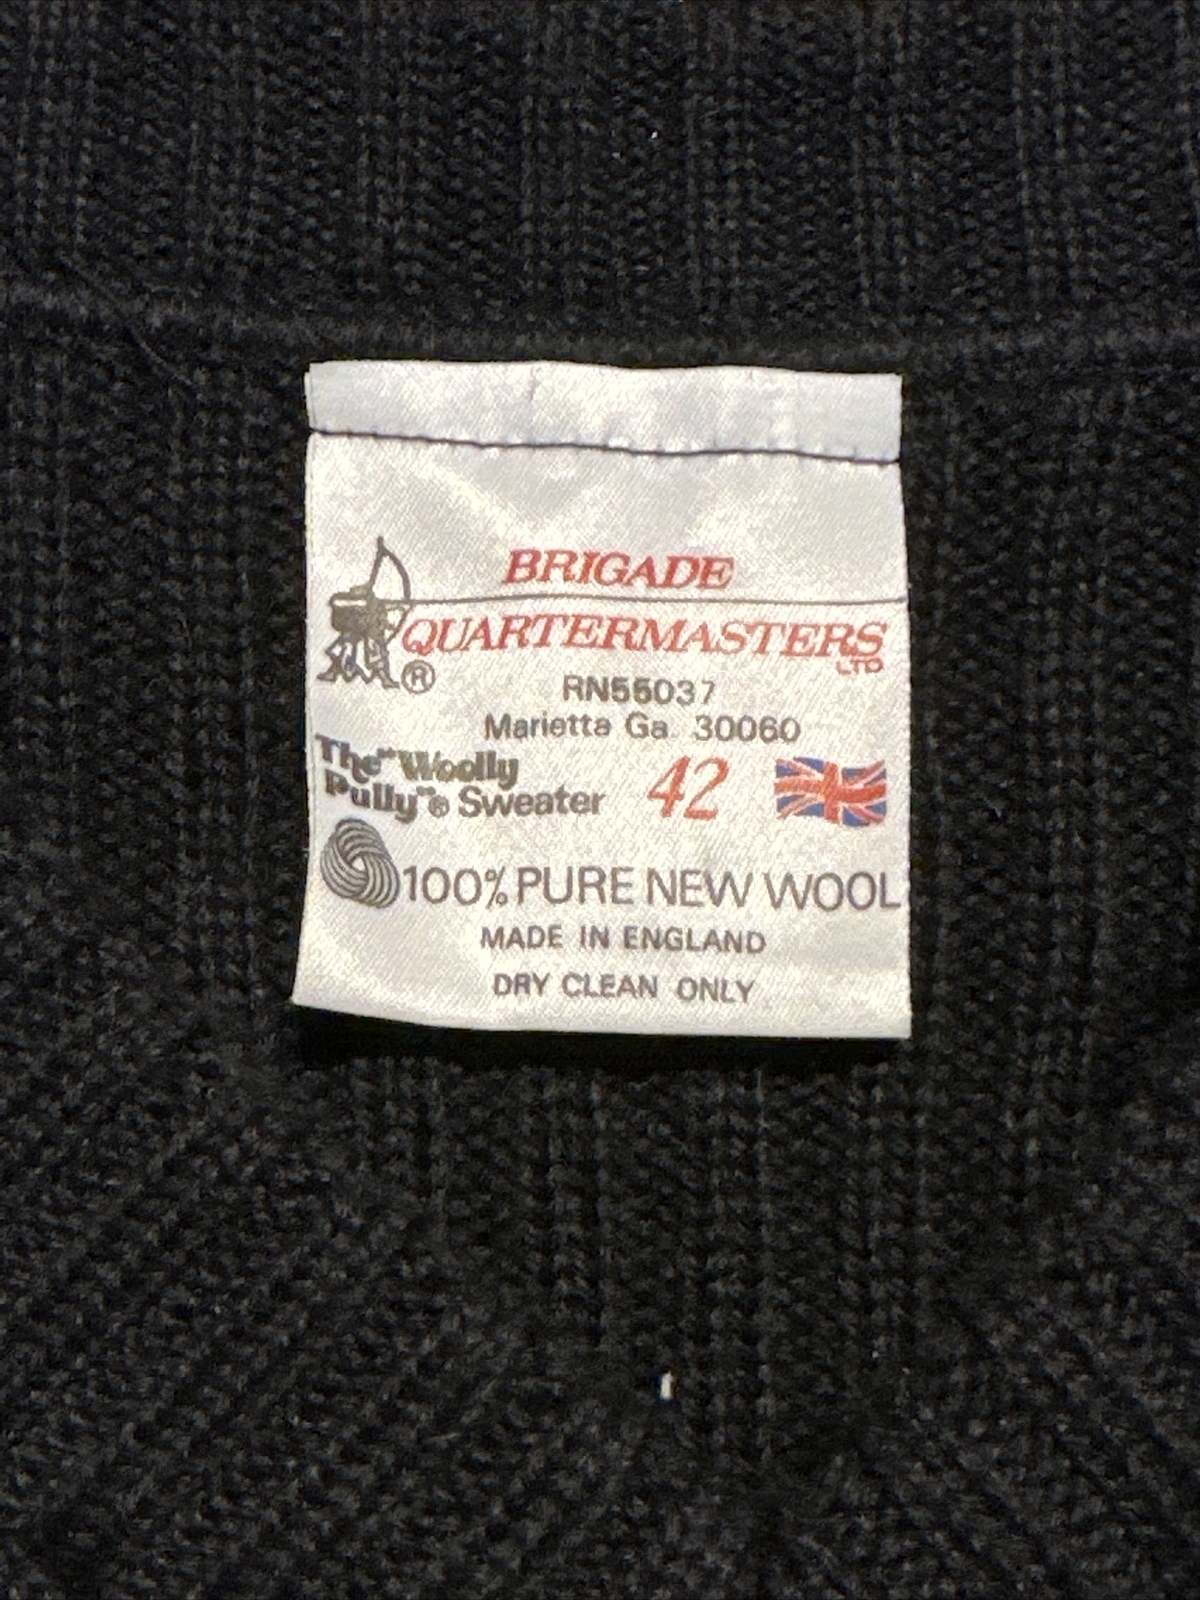 BRIGADE
QUARTERMASTERS
LTD
®
RN55037
Marietta Ga. 30060
The "Woolly
Pully"® Sweater
42
100% PURE NEW WOOL
MADE IN ENGLAND
DRY CLEAN ONLY